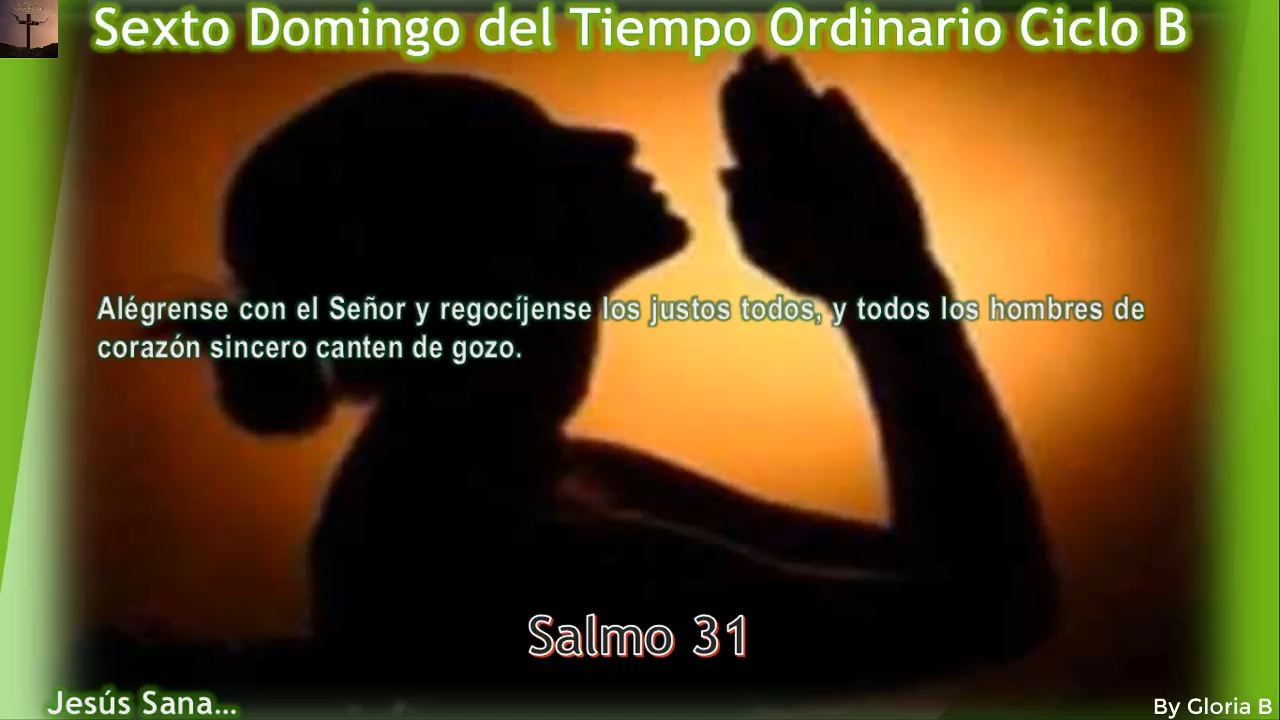 Sexto Domingo del Tiempo Ordinario Ciclo B
Alégrense con el Señor y regocíjense los justos todos, y todos los hombres de
corazón sincero canten de gozo.
Salmo 31
Jesús Sana...
By Gloria B